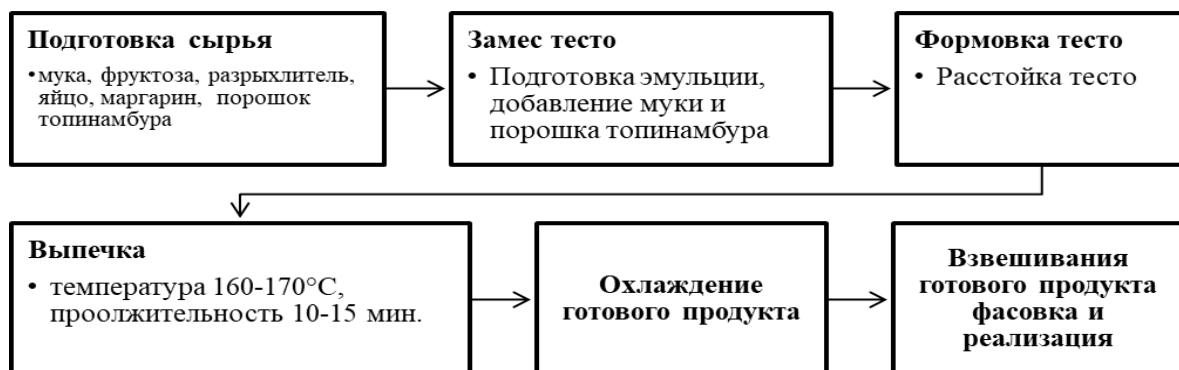 Подготовка сырья
•мука, фруктоза, разрыхлитель,
яйцо, маргарин, порошок
топинамбура
Замес тесто
• Подготовка эмульции,
добавление муки и
порошка топинамбура
Формовка тесто
• Расстойка тесто
Выпечка
• температура 160-170°С,
проолжительность 10-15 мин.
Охлаждение
готового продукта
Взвешивания
готового продукта
фасовка и
реализация